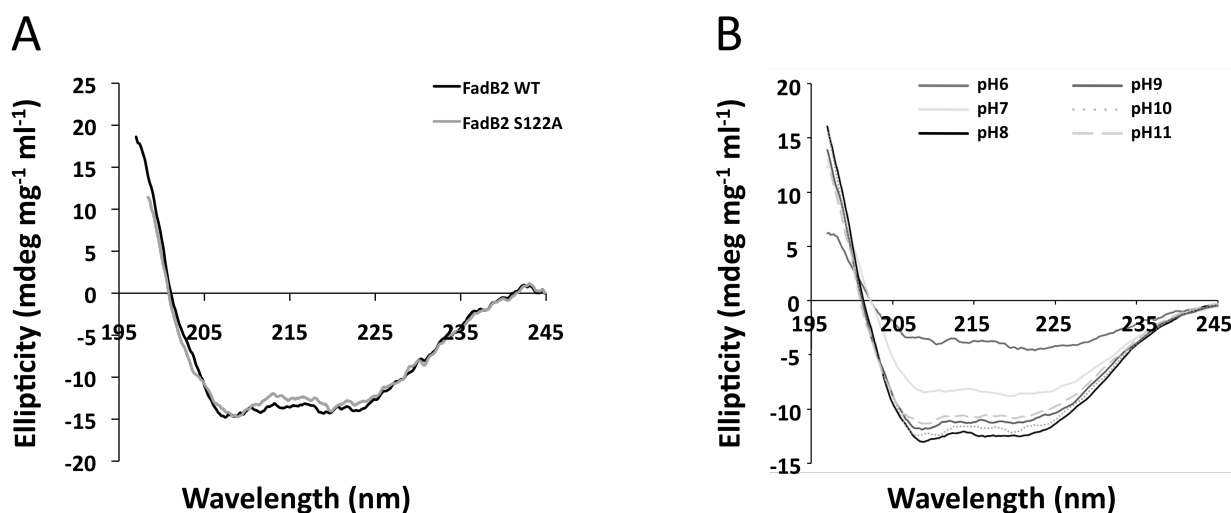 A
Ellipticity (mdeg mg-1 ml-1)
25
20
15
10
5
0
-5
-10
-15
-20
195
205
215
225
235
245
FadB2 WT
FadB2 S122A
Wavelength (nm)
B
Ellipticity (mdeg mg-1 ml-1)
20
15
10
5
0
-5
-10
-15
195
205
215
225
235
245
pH6
pH7
pH8
pH9
pH10
pH11
Wavelength (nm)